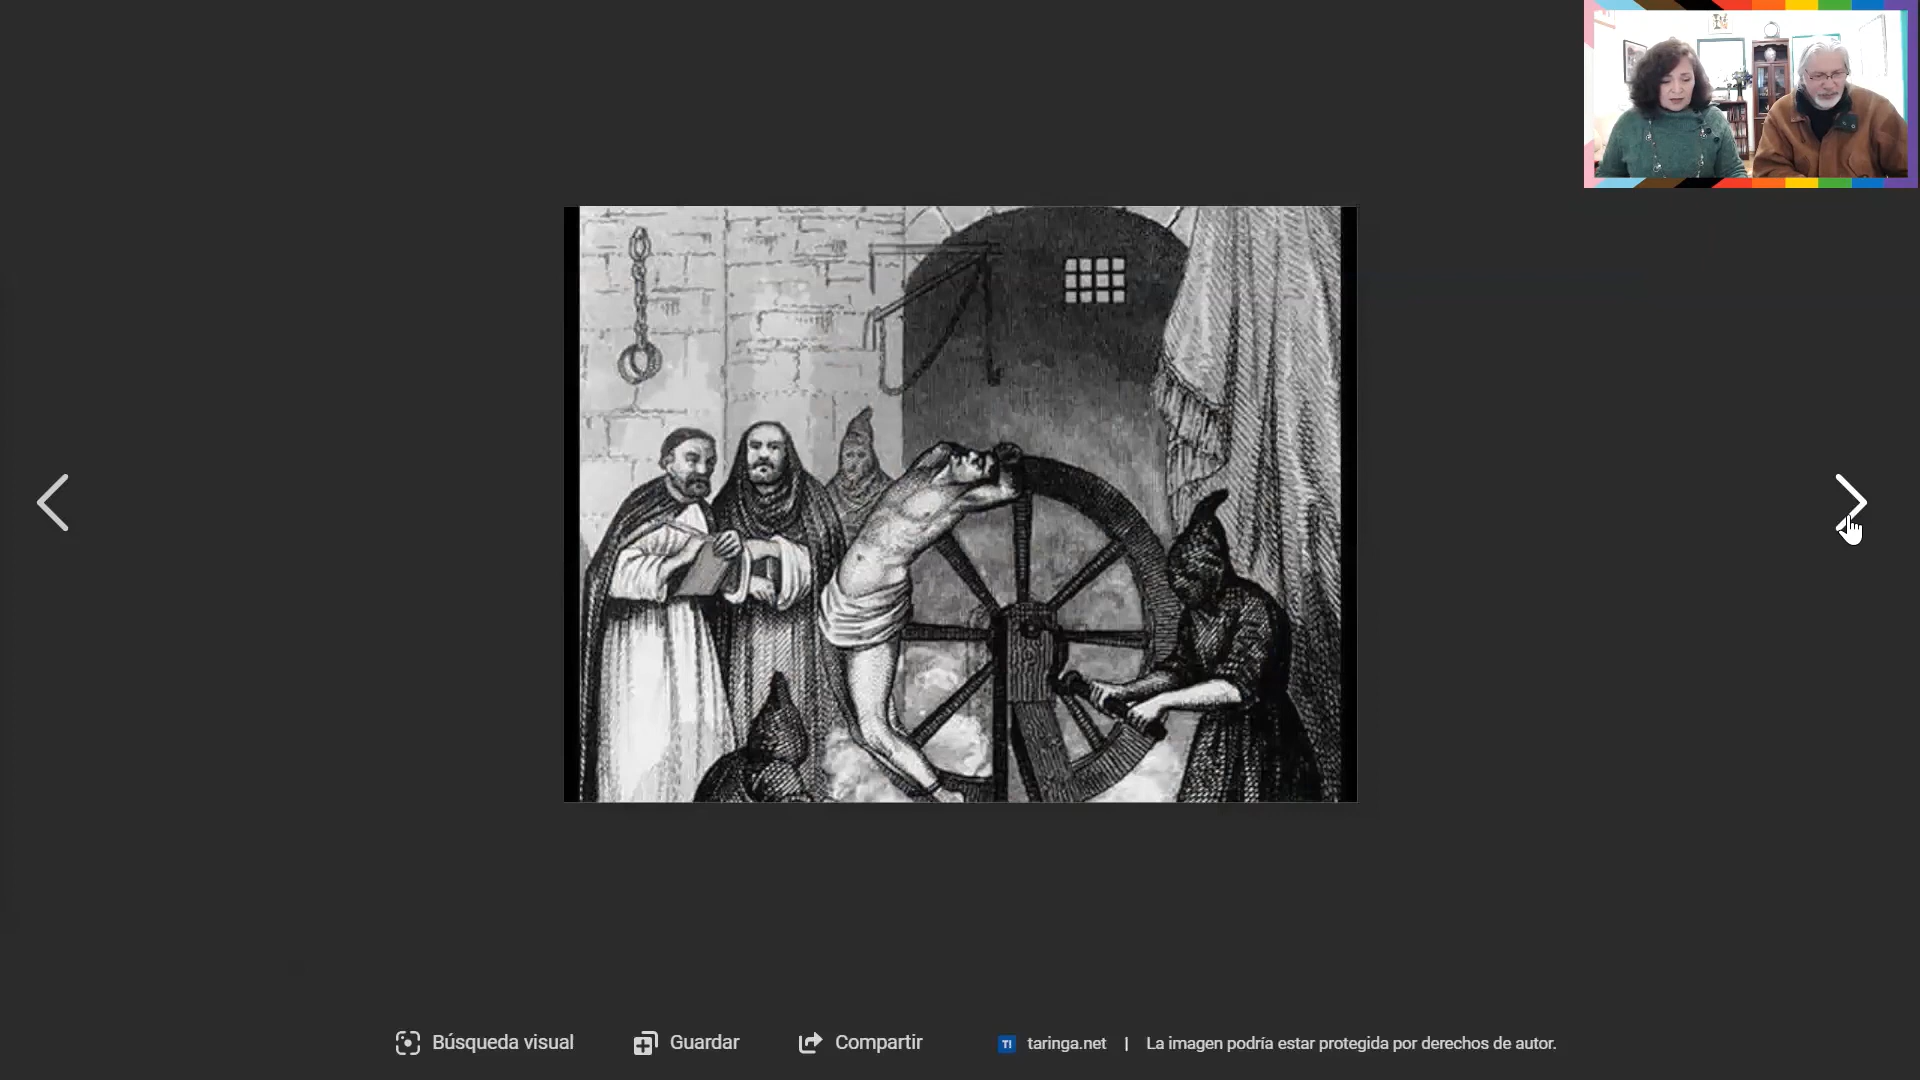 Búsqueda visual
Guardar
Compartir
TI taringa.net | La imagen podría estar protegida por derechos de autor.